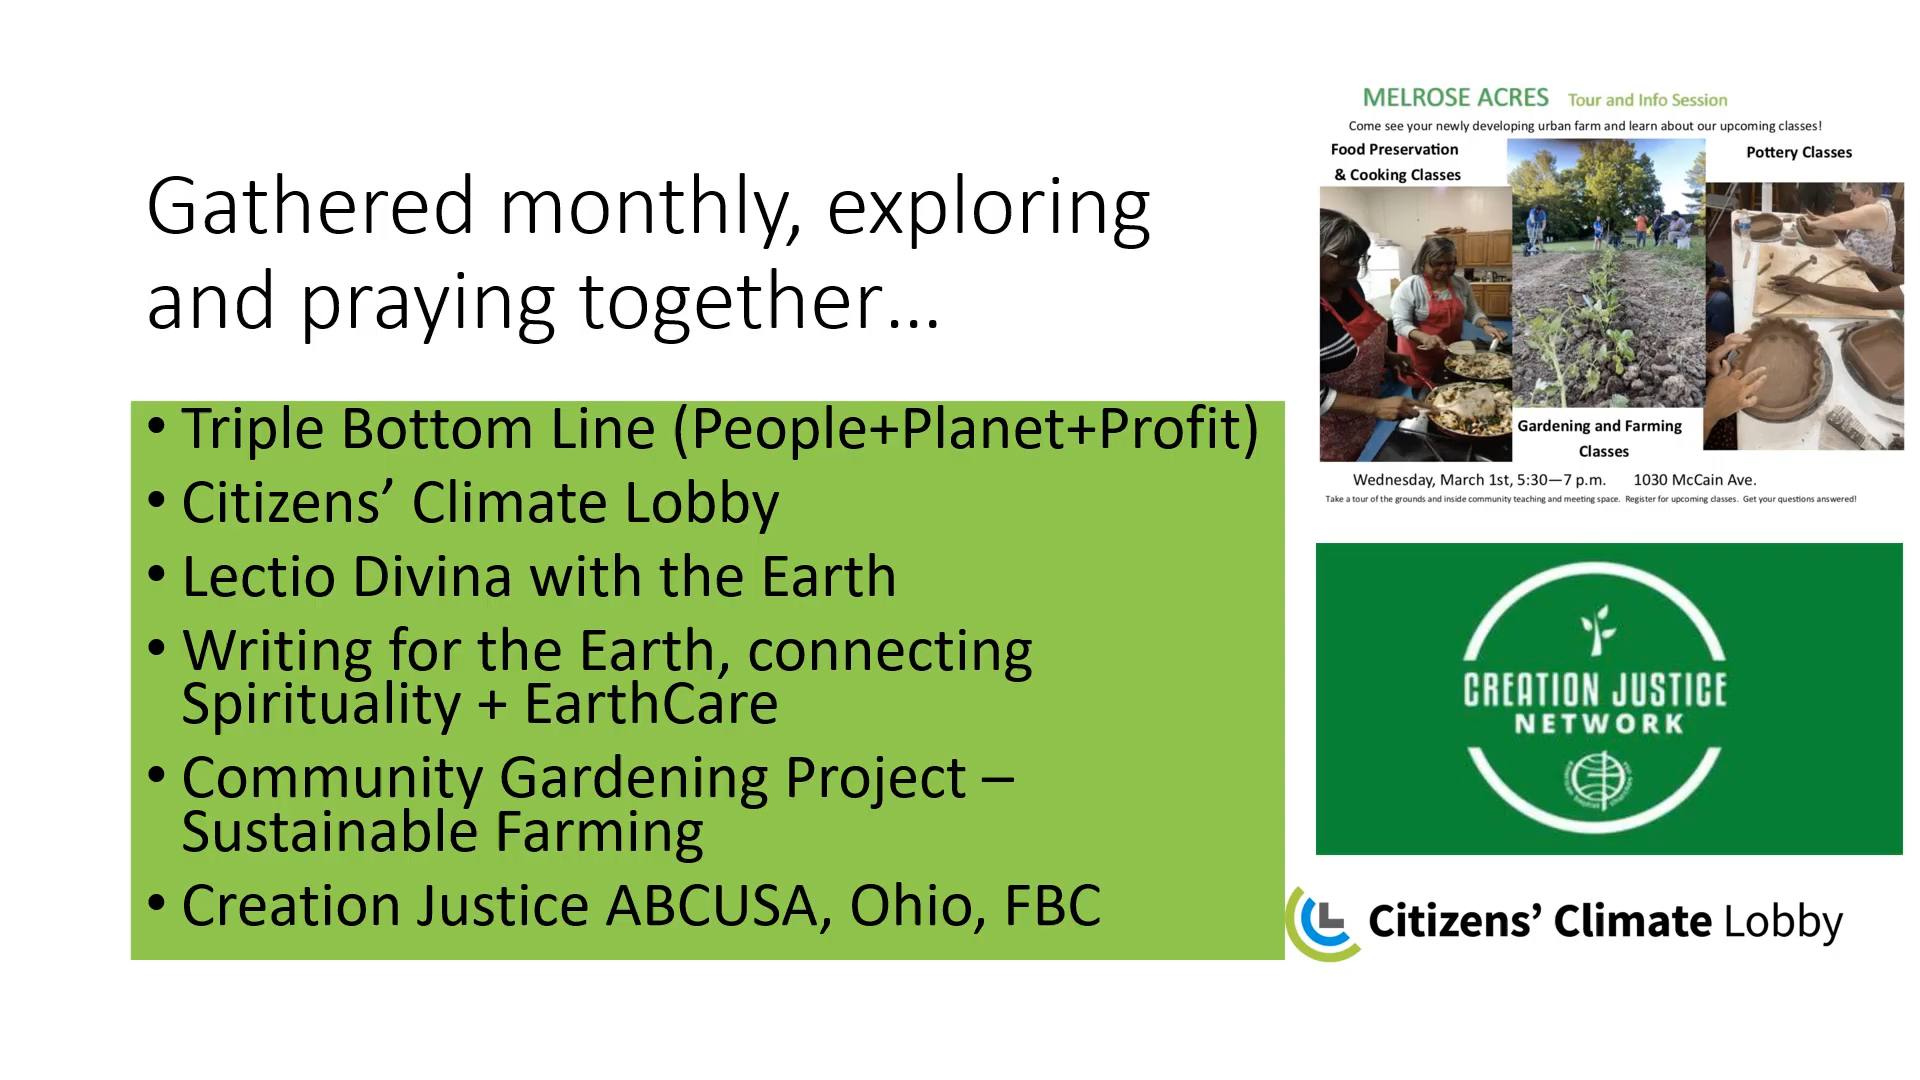 Gathered monthly, exploring
and praying together…
• Triple Bottom Line (People+Planet+Profit)
• Citizens’ Climate Lobby
• Lectio Divina with the Earth
• Writing for the Earth, connecting
Spirituality + EarthCare
• Community Gardening Project –
Sustainable Farming
• Creation Justice ABCUSA, Ohio, FBC
MELROSE ACRES Tour and Info Session
Come see your newly developing urban farm and learn about our upcoming classes!
Food Preservation
& Cooking Classes
Pottery Classes
Gardening and Farming
Classes
Wednesday, March 1st, 5:30—7 p.m. 1030 McCain Ave.
Take a tour of the grounds and inside community teaching and meeting space. Register for upcoming classes. Get your questions answered!
CREATION JUSTICE
NETWORK
Citizens’ Climate Lobby